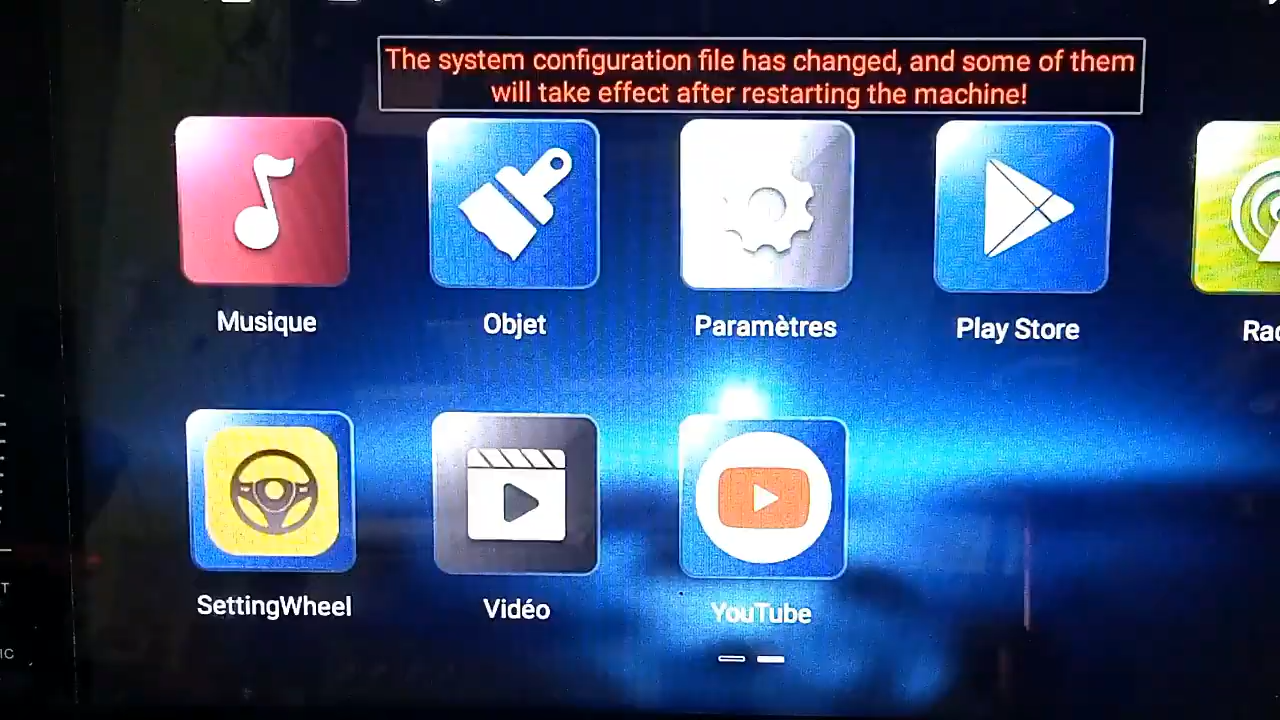 The system configuration file has changed, and some of them
will take effect after restarting the machine!
Musique
Objet
Paramètres
Play Store
SettingWheel
Vidéo
YouTube